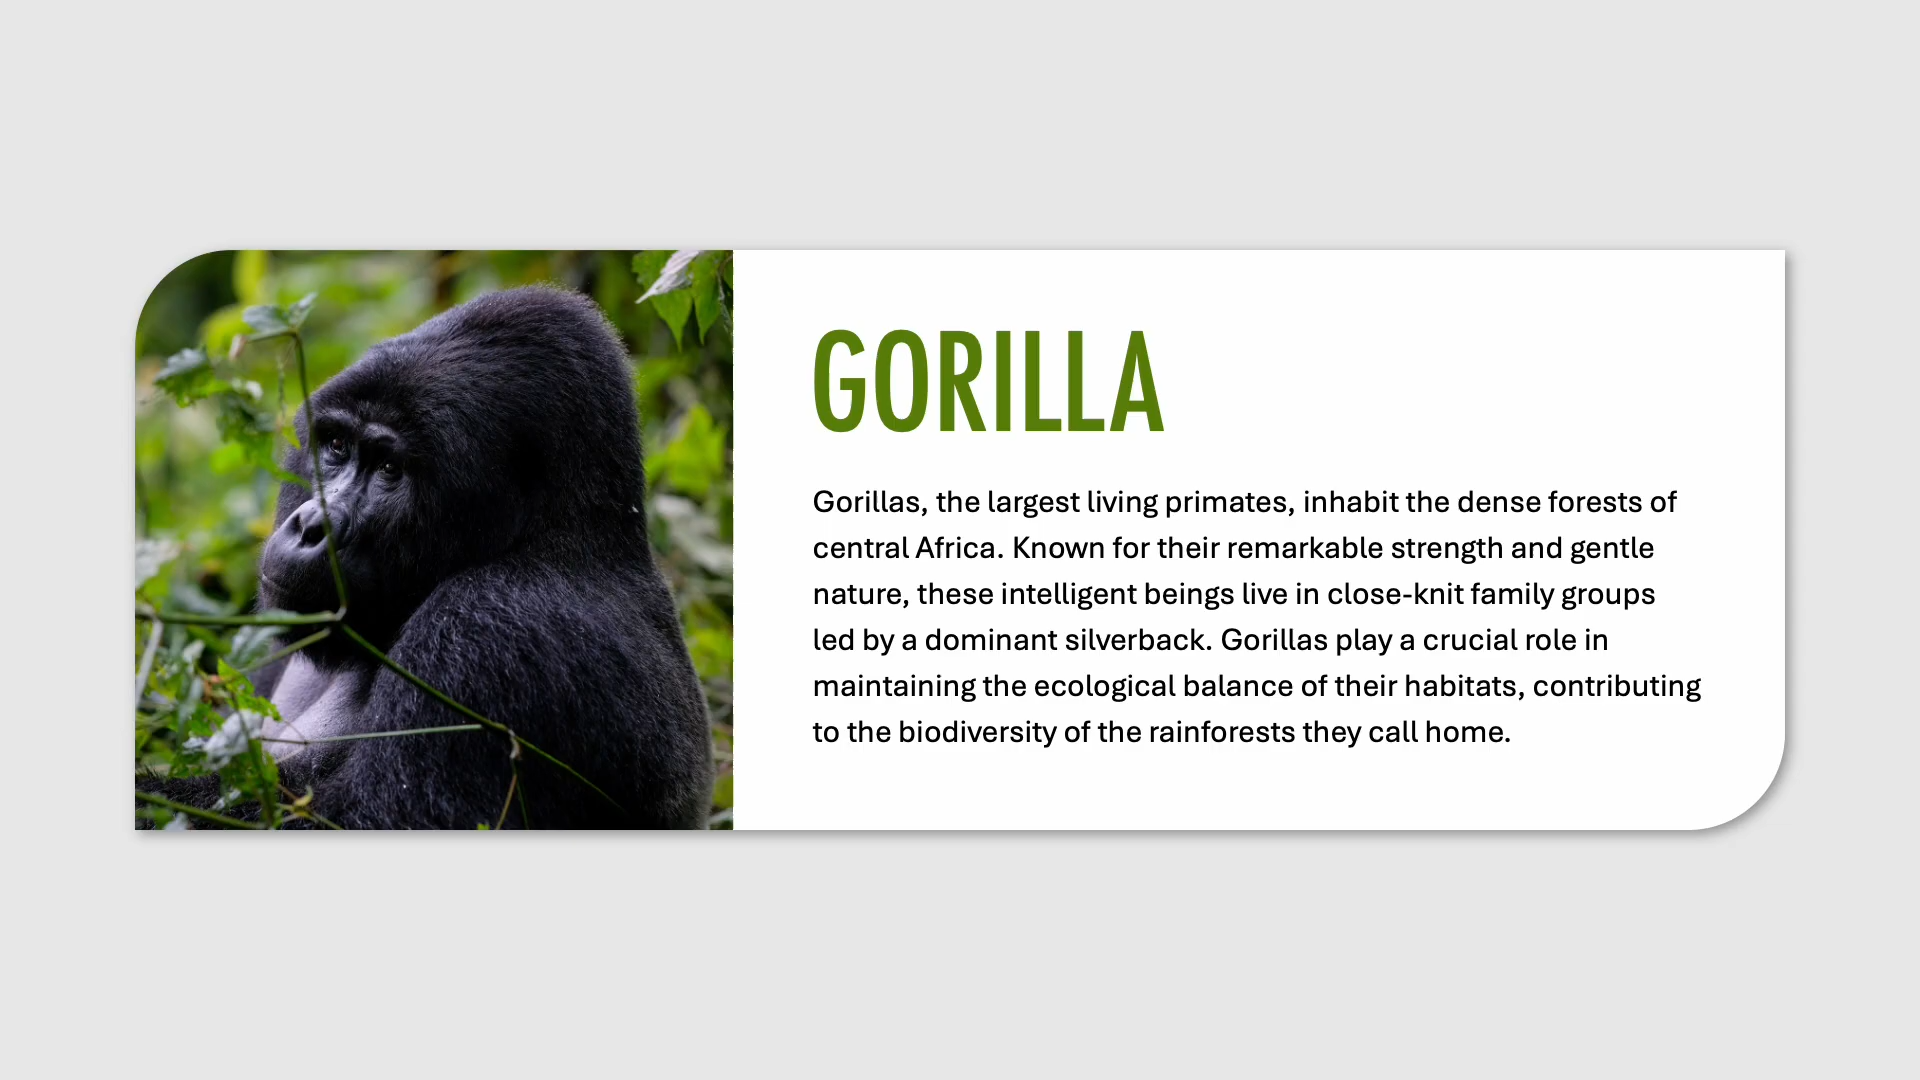 GORILLA
Gorillas, the largest living primates, inhabit the dense forests of
central Africa. Known for their remarkable strength and gentle
nature, these intelligent beings live in close-knit family groups
led by a dominant silverback. Gorillas play a crucial role in
maintaining the ecological balance of their habitats, contributing
to the biodiversity of the rainforests they call home.